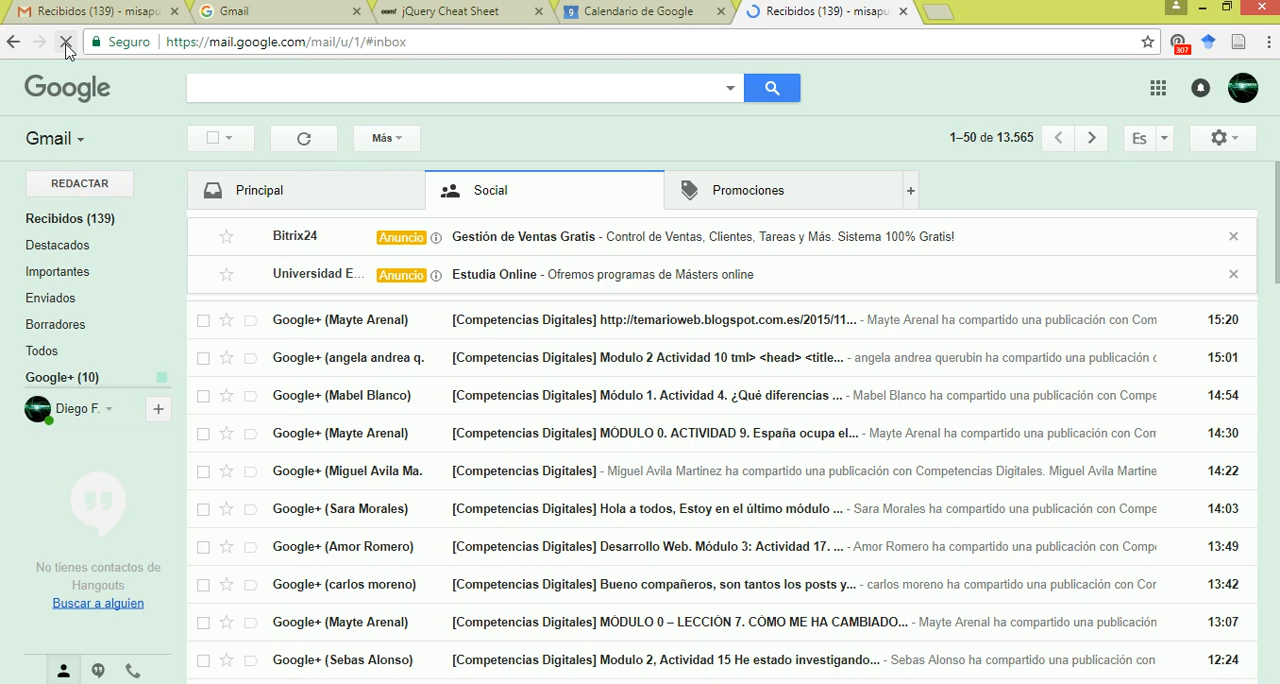 Recibidos (139) - misapu
Gmail
jQuery Cheat Sheet
9 Calendario de Google
Recibidos (139) - misapu
Seguro https://mail.google.com/mail/u/1/#inbox
307
Google
Gmail
Más
1–50 de 13.565
Es
REDACTAR
Principal
Social
Promociones
+
Recibidos (139)
Destacados
Importantes
Enviados
Borradores
Todos
Google+ (10)
Diego F.
+
No tienes contactos de
Hangouts
Buscar a alguien
Bitrix24 Anuncio Gestión de Ventas Gratis - Control de Ventas, Clientes, Tareas y Más. Sistema 100% Gratis!
Universidad E... Anuncio Estudia Online - Ofremos programas de Másters online
Google+ (Mayte Arenal) [Competencias Digitales] http://temarioweb.blogspot.com.es/2015/11... - Mayte Arenal ha compartido una publicación con Com 15:20
Google+ (angela andrea q. [Competencias Digitales] Modulo 2 Actividad 10 tml> <head> <title... - angela andrea querubin ha compartido una publicación c 15:01
Google+ (Mabel Blanco) [Competencias Digitales] Módulo 1. Actividad 4. ¿Qué diferencias ... - Mabel Blanco ha compartido una publicación con Compe 14:54
Google+ (Mayte Arenal) [Competencias Digitales] MÓDULO 0. ACTIVIDAD 9. España ocupa el... - Mayte Arenal ha compartido una publicación con Com 14:30
Google+ (Miguel Avila Ma. [Competencias Digitales] - Miguel Avila Martinez ha compartido una publicación con Competencias Digitales. Miguel Avila Martine 14:22
Google+ (Sara Morales) [Competencias Digitales] Hola a todos, Estoy en el último módulo ... - Sara Morales ha compartido una publicación con Compe 14:03
Google+ (Amor Romero) [Competencias Digitales] Desarrollo Web. Módulo 3: Actividad 17. ... - Amor Romero ha compartido una publicación con Compe 13:49
Google+ (carlos moreno) [Competencias Digitales] Bueno compañeros, son tantos los posts y... - carlos moreno ha compartido una publicación con Cor 13:42
Google+ (Mayte Arenal) [Competencias Digitales] MÓDULO 0 – LECCIÓN 7. CÓMO ME HA CAMBIADO... - Mayte Arenal ha compartido una publicación 13:07
Google+ (Sebas Alonso) [Competencias Digitales] Modulo 2, Actividad 15 He estado investigando... - Sebas Alonso ha compartido una publicación con 12:24